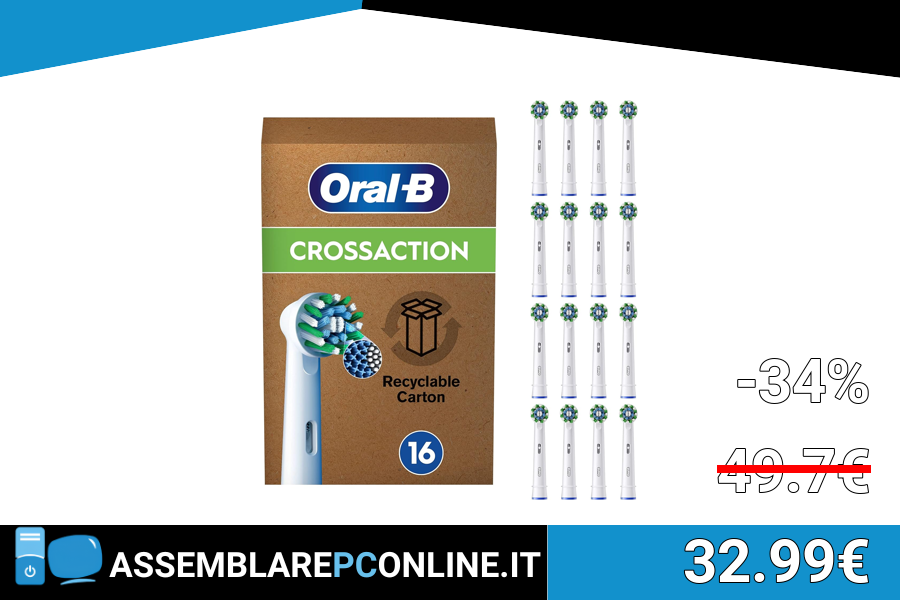 Oral-B
CROSSACTION
Recyclable
Carton
16
-34%
49.7€
ASSEMBLAREPCONLINE.IT
32.99€